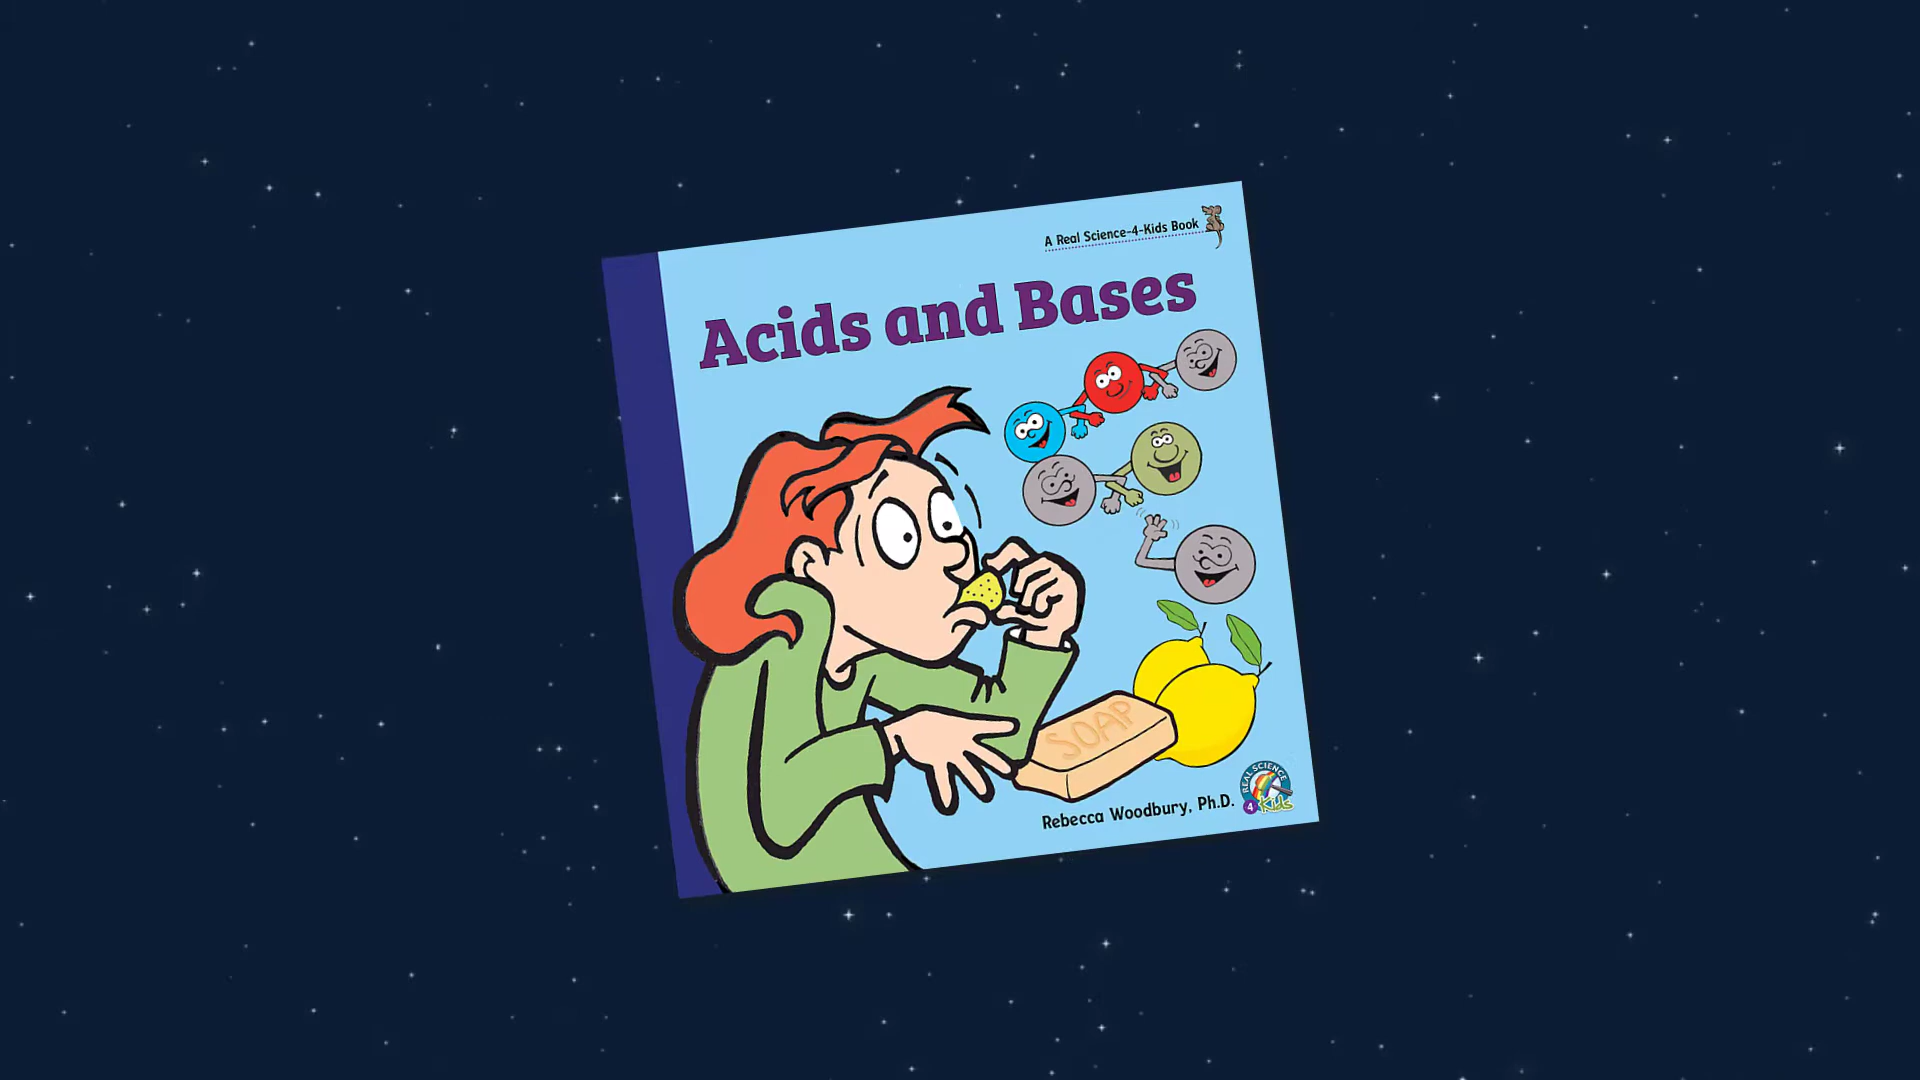 A Real Science-4-Kids Book
Acids and Bases
SOAP
Rebecca Woodbury, Ph.D.
REAL SCIENCE
4 Kids